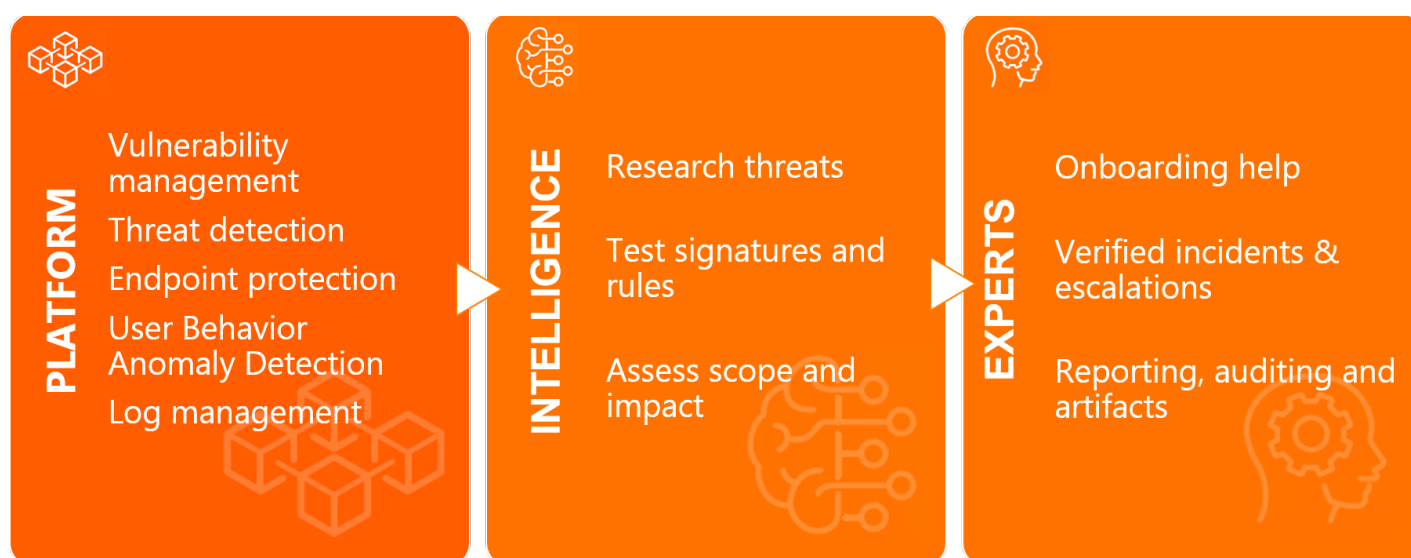 PLATFORM
Vulnerability
management
Threat detection
Endpoint protection
User Behavior
Anomaly Detection
Log management
INTELLIGENCE
Research threats
Test signatures and
rules
Assess scope and
impact
EXPERTS
Onboarding help
Verified incidents &
escalations
Reporting, auditing and
artifacts